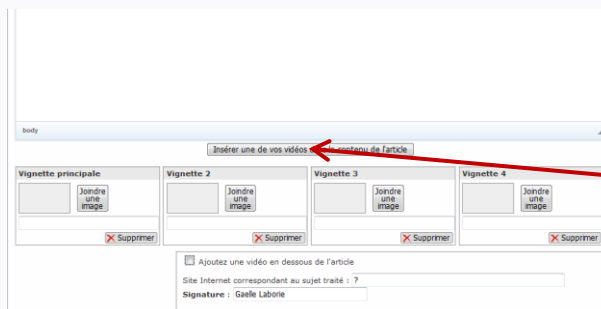 body
Insérer une de vos vidéos le contenu de l'article
Vignette principale
Joindre
une
image
Supprimer
Vignette 2
Joindre
une
image
Supprimer
Vignette 3
Joindre
une
image
Supprimer
Vignette 4
Joindre
une
image
Supprimer
Ajoutez une vidéo en dessous de l'article
Site Internet correspondant au sujet traité : ?
Signature : Gaelle Laborie